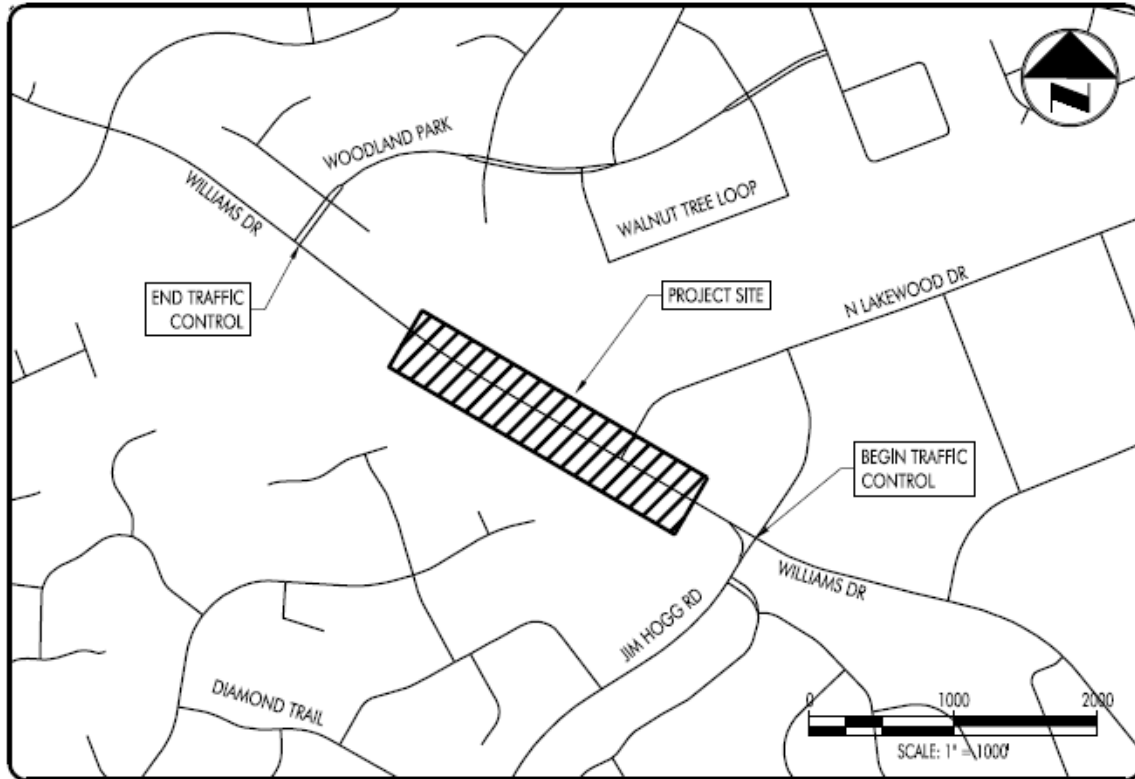 WOODLAND PARK
WILLIAMS DR
WALNUT TREE LOOP
N LAKEWOOD DR
END TRAFFIC
CONTROL
PROJECT SITE
BEGIN TRAFFIC
CONTROL
WILLIAMS DR
JIM HOGG RD
DIAMOND TRAIL
0 1000 2000
SCALE: 1" = 1000'
N